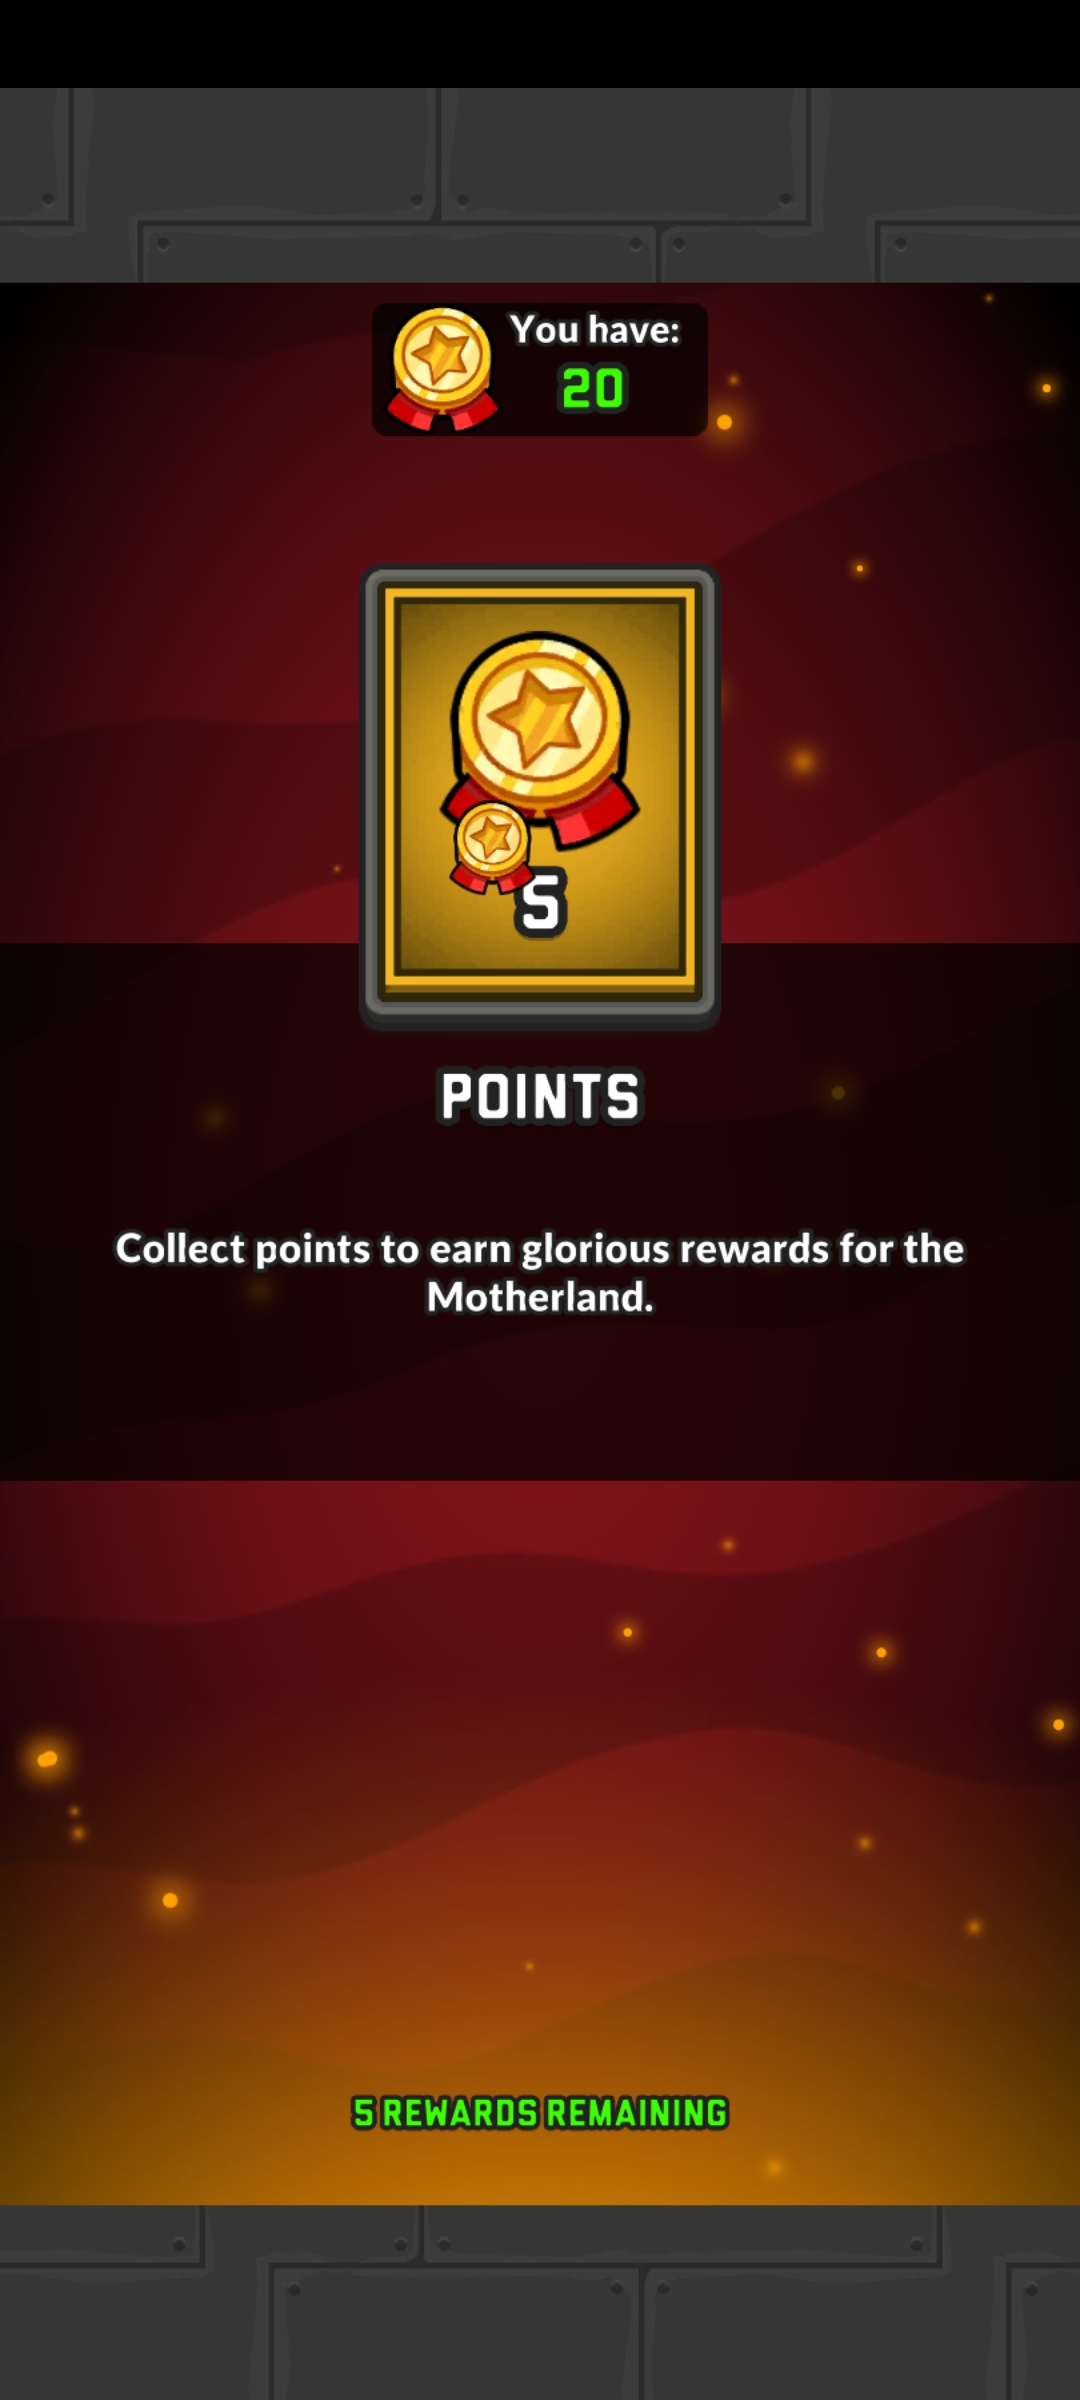 You have:
20
5
POINTS
Collect points to earn glorious rewards for the
Motherland.
5 REWARDS REMAINING